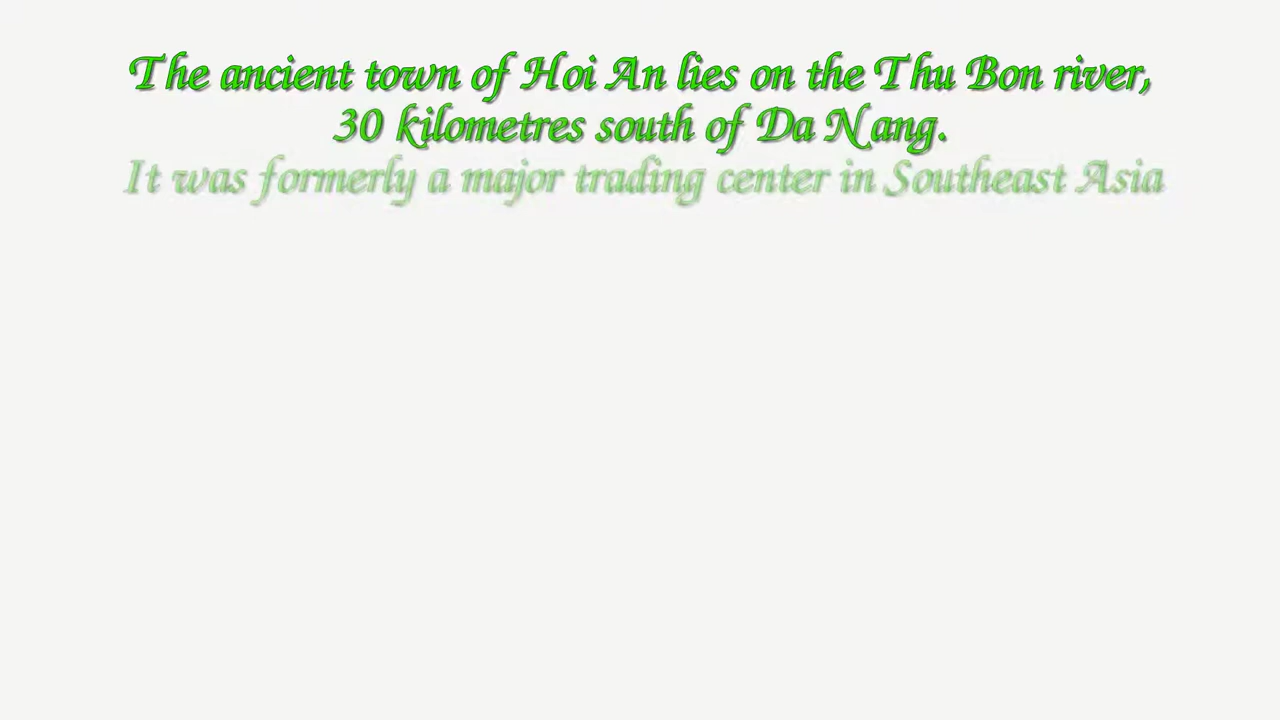 The ancient town of Hoi An lies on the Thu Bon river,
30 kilometres south of Da Nang.
It was formerly a major trading center in Southeast Asia